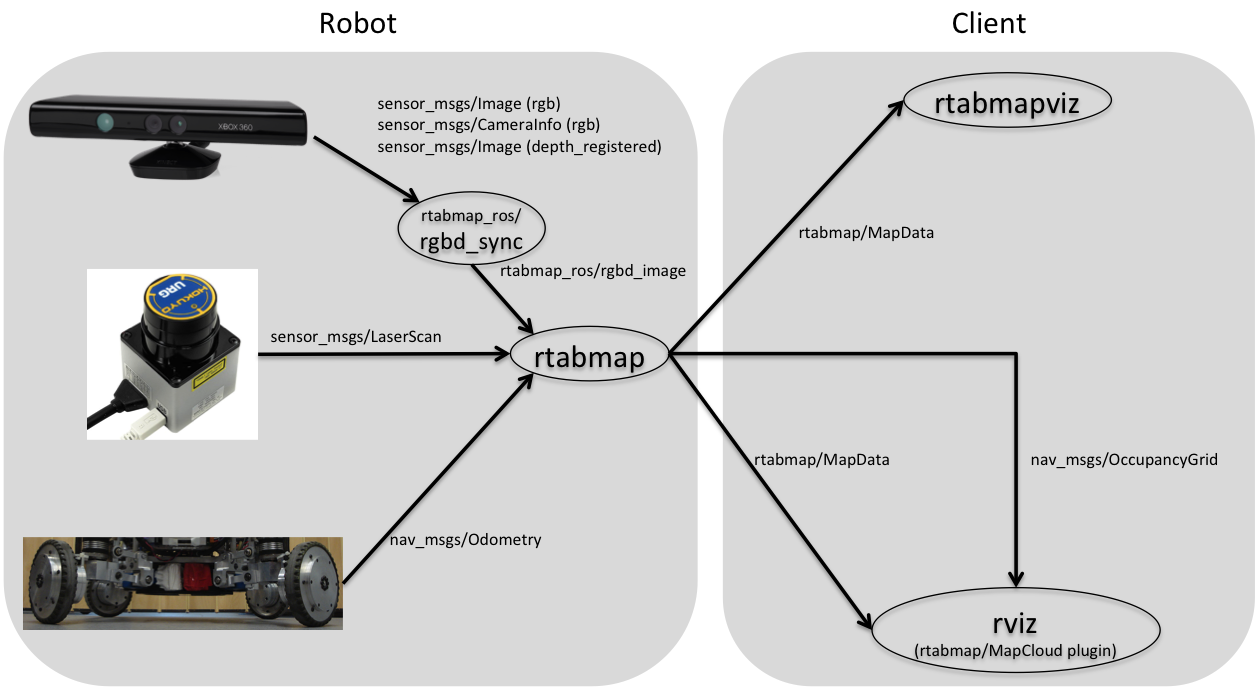 Robot
Client
XBOX 360
sensor_msgs/Image (rgb)
sensor_msgs/CameraInfo (rgb)
sensor_msgs/Image (depth_registered)
rtabmapviz
rtabmap_ros/
rgbd_sync
rtabmap/MapData
rtabmap_ros/rgbd_image
HOKUYO
URG
sensor_msgs/LaserScan
rtabmap
rtabmap/MapData
nav_msgs/OccupancyGrid
nav_msgs/Odometry
rviz
(rtabmap/MapCloud plugin)